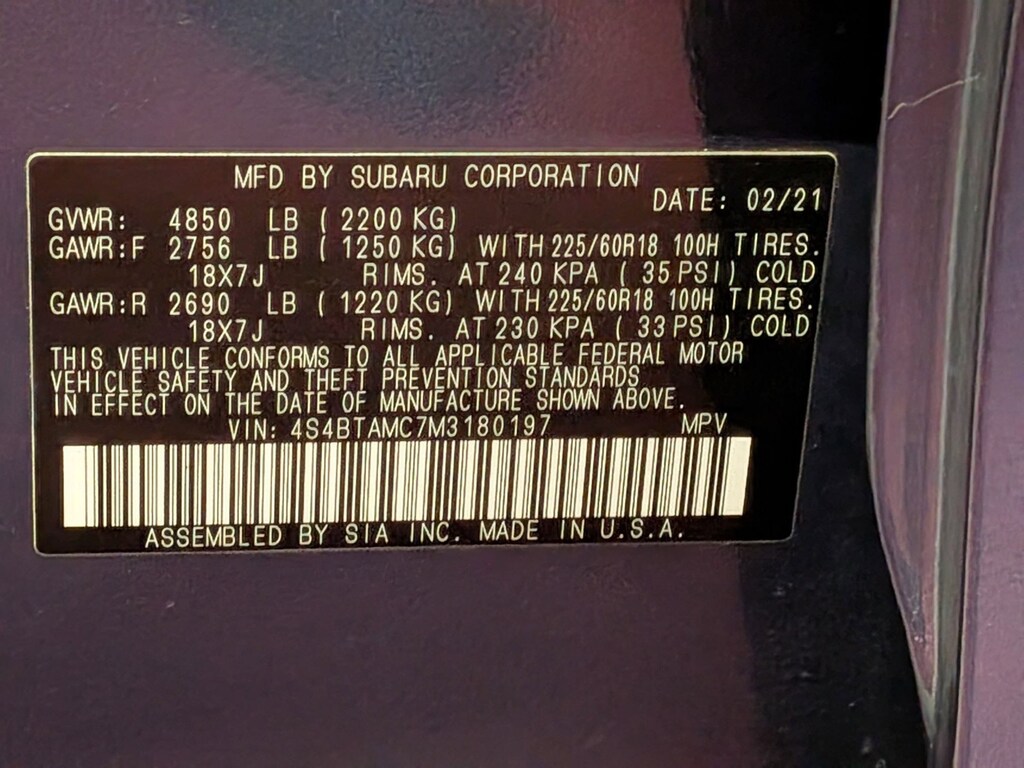 MFD BY SUBARU CORPORATION
DATE: 02/21
GVWR: 4850 LB ( 2200 KG)
GAWR:F 2756 LB ( 1250 KG) WITH 225/60R18 100H TIRES.
18X7J RIMS. AT 240 KPA ( 35 PSI) COLD
GAWR:R 2690 LB ( 1220 KG) WITH 225/60R18 100H TIRES.
18X7J RIMS. AT 230 KPA ( 33 PSI) COLD
THIS VEHICLE CONFORMS TO ALL APPLICABLE FEDERAL MOTOR
VEHICLE SAFETY AND THEFT PREVENTION STANDARDS
IN EFFECT ON THE DATE OF MANUFACTURE SHOWN ABOVE.
VIN: 4S4BTAMC7M3180197 MPV
ASSEMBLED BY SIA INC. MADE IN U.S.A.